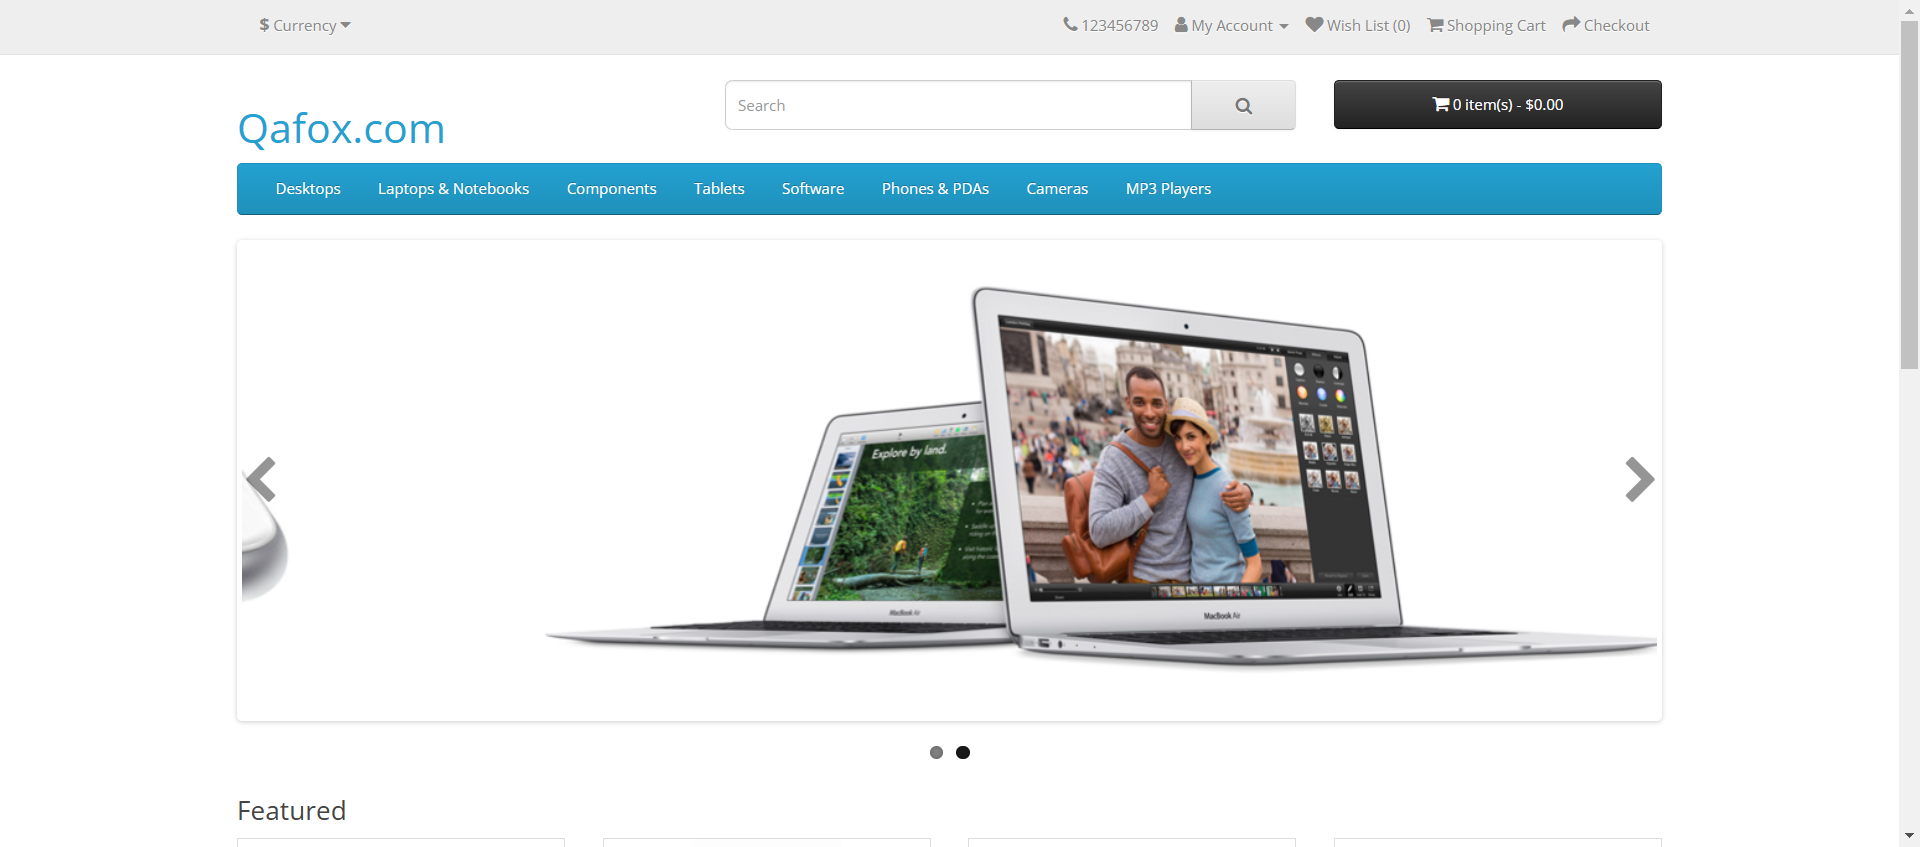 $ Currency
123456789 My Account Wish List (0) Shopping Cart Checkout
Search
0 item(s) - $0.00
Qafox.com
Desktops Laptops & Notebooks Components Tablets Software Phones & PDAs Cameras MP3 Players
Explore by land.
MacBook Air
MacBook Air
Featured